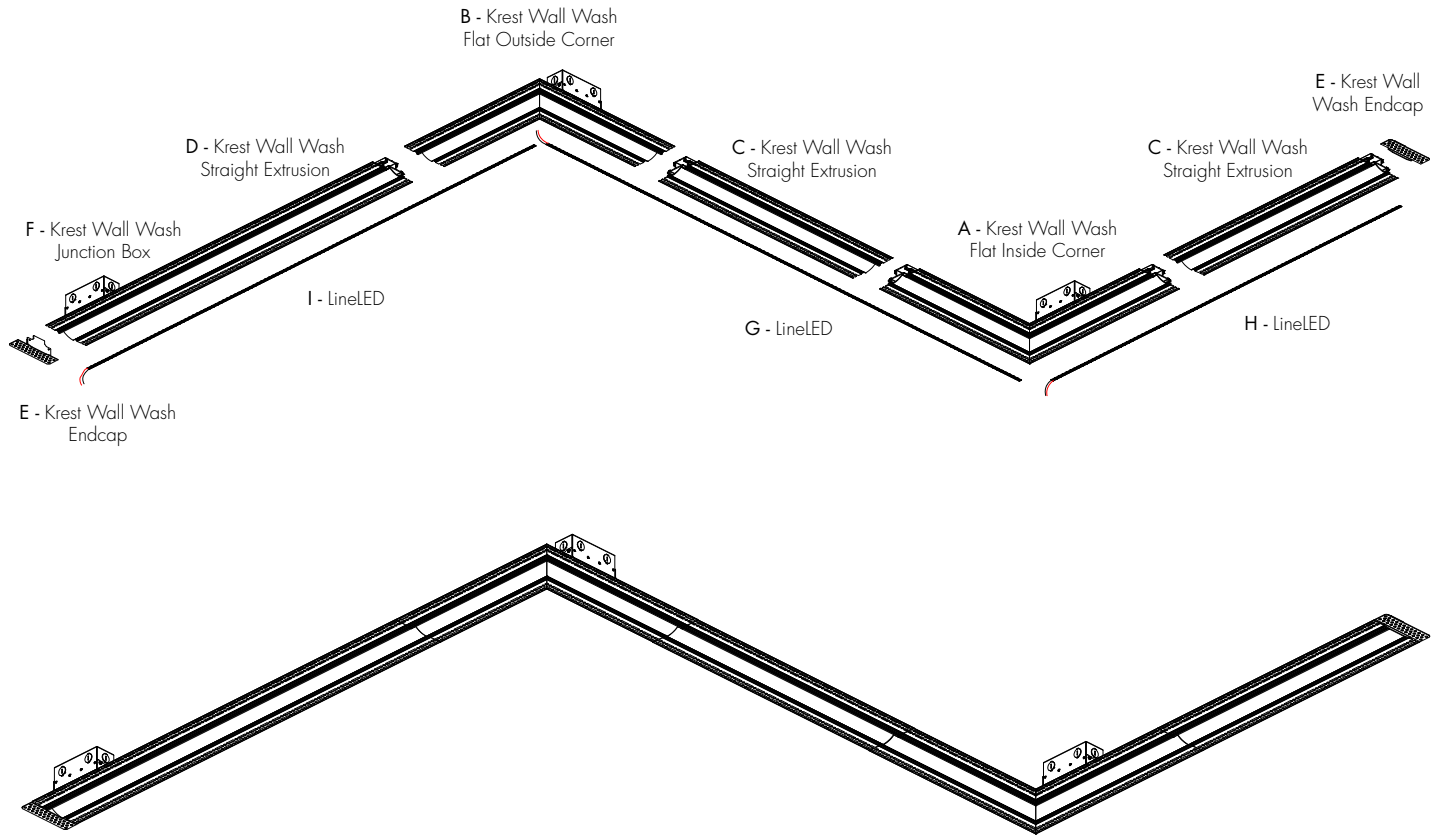 B - Krest Wall Wash
Flat Outside Corner
E - Krest Wall
Wash Endcap
D - Krest Wall Wash
Straight Extrusion
C - Krest Wall Wash
Straight Extrusion
C - Krest Wall Wash
Straight Extrusion
F - Krest Wall Wash
Junction Box
A - Krest Wall Wash
Flat Inside Corner
I - LineLED
G - LineLED
H - LineLED
E - Krest Wall Wash
Endcap